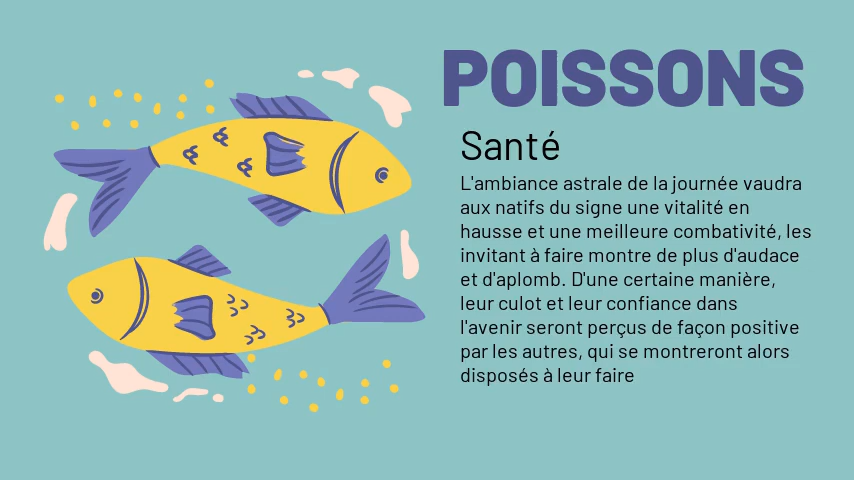 POISSONS
Santé
L'ambiance astrale de la journée vaudra
aux natifs du signe une vitalité en
hausse et une meilleure combativité, les
invitant à faire montre de plus d'audace
et d'aplomb. D'une certaine manière,
leur culot et leur confiance dans
l'avenir seront perçus de façon positive
par les autres, qui se montreront alors
disposés à leur faire